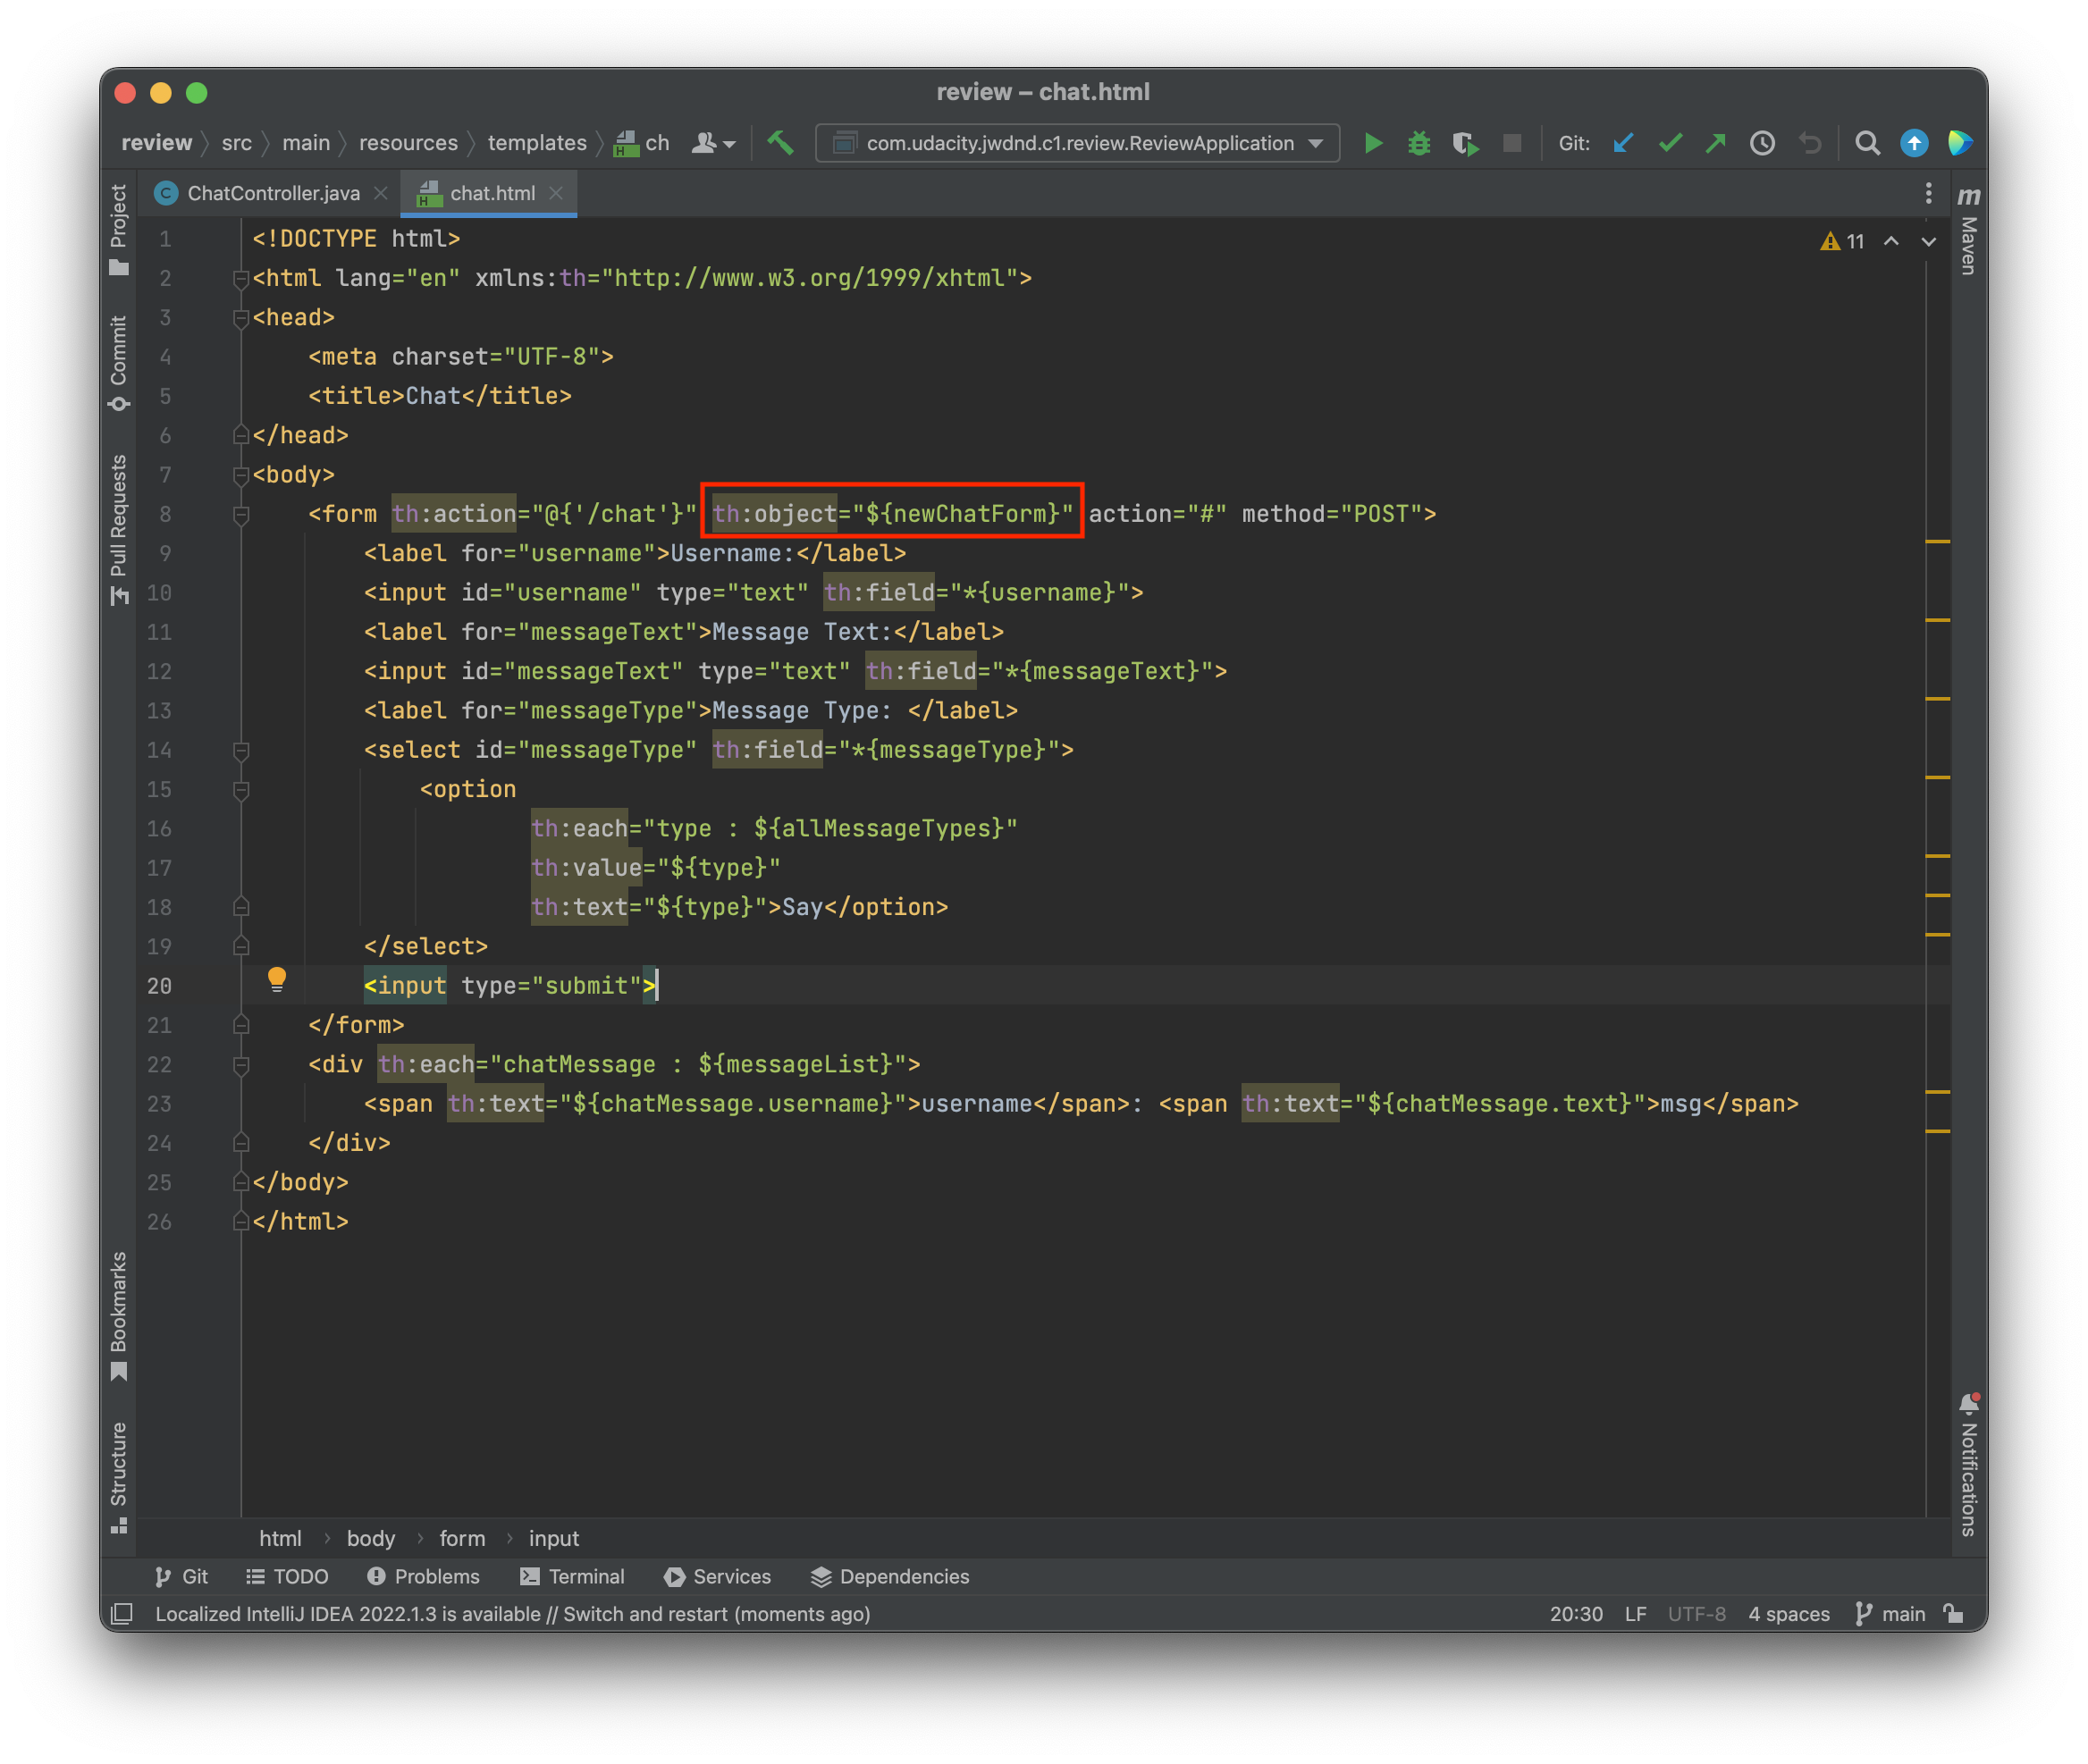 review – chat.html
review src main resources templates ch com.udacity.jwdnd.c1.review.ReviewApplication Git:
ChatController.java chat.html
Project
Commit
Pull Requests
Bookmarks
Structure
1 <!DOCTYPE html>
2 <html lang="en" xmlns:th="http://www.w3.org/1999/xhtml">
3 <head>
4 <meta charset="UTF-8">
5 <title>Chat</title>
6 </head>
7 <body>
8 <form th:action="@{'/chat'}" th:object="${newChatForm}" action="#" method="POST">
9 <label for="username">Username:</label>
10 <input id="username" type="text" th:field="*{username}">
11 <label for="messageText">Message Text:</label>
12 <input id="messageText" type="text" th:field="*{messageText}">
13 <label for="messageType">Message Type: </label>
14 <select id="messageType" th:field="*{messageType}">
15 <option
16 th:each="type : ${allMessageTypes}"
17 th:value="${type}"
18 th:text="${type}">Say</option>
19 </select>
20 <input type="submit">
21 </form>
22 <div th:each="chatMessage : ${messageList}">
23 <span th:text="${chatMessage.username}">username</span>: <span th:text="${chatMessage.text}">msg</span>
24 </div>
25 </body>
26 </html>
11
m Maven
Notifications
html body form input
Git TODO Problems Terminal Services Dependencies
Localized IntelliJ IDEA 2022.1.3 is available // Switch and restart (moments ago) 20:30 LF UTF-8 4 spaces main